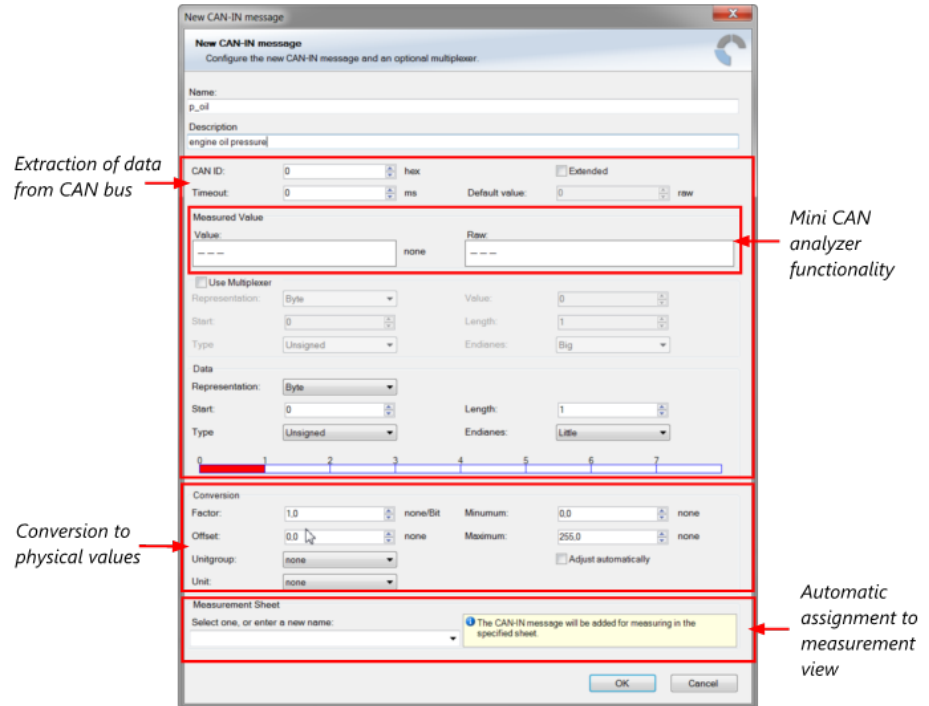 New CAN-IN message
New CAN-IN message
Configure the new CAN-IN message and an optional multiplexer.
Name:
p_oil
Description
engine oil pressure
Extraction of data
from CAN bus
CAN ID: 0 hex Extended
Timeout: 0 ms Default value: 0 raw
Measured Value
Value: Raw:
--- none ---
Mini CAN
analyzer
functionality
Use Multiplexer
Representation: Byte Value: 0
Start: 0 Length: 1
Type Unsigned Endianes: Big
Data
Representation: Byte
Start: 0 Length: 1
Type Unsigned Endianes: Little
0 1 2 3 4 5 6 7
Conversion to
physical values
Conversion
Factor: 1,0 none/Bit Minumum: 0,0 none
Offset: 0,0 none Maximum: 255,0 none
Unitgroup: none Adjust automatically
Unit: none
Measurement Sheet
Select one, or enter a new name:
The CAN-IN message will be added for measuring in the
specified sheet.
Automatic
assignment to
measurement
view
OK Cancel